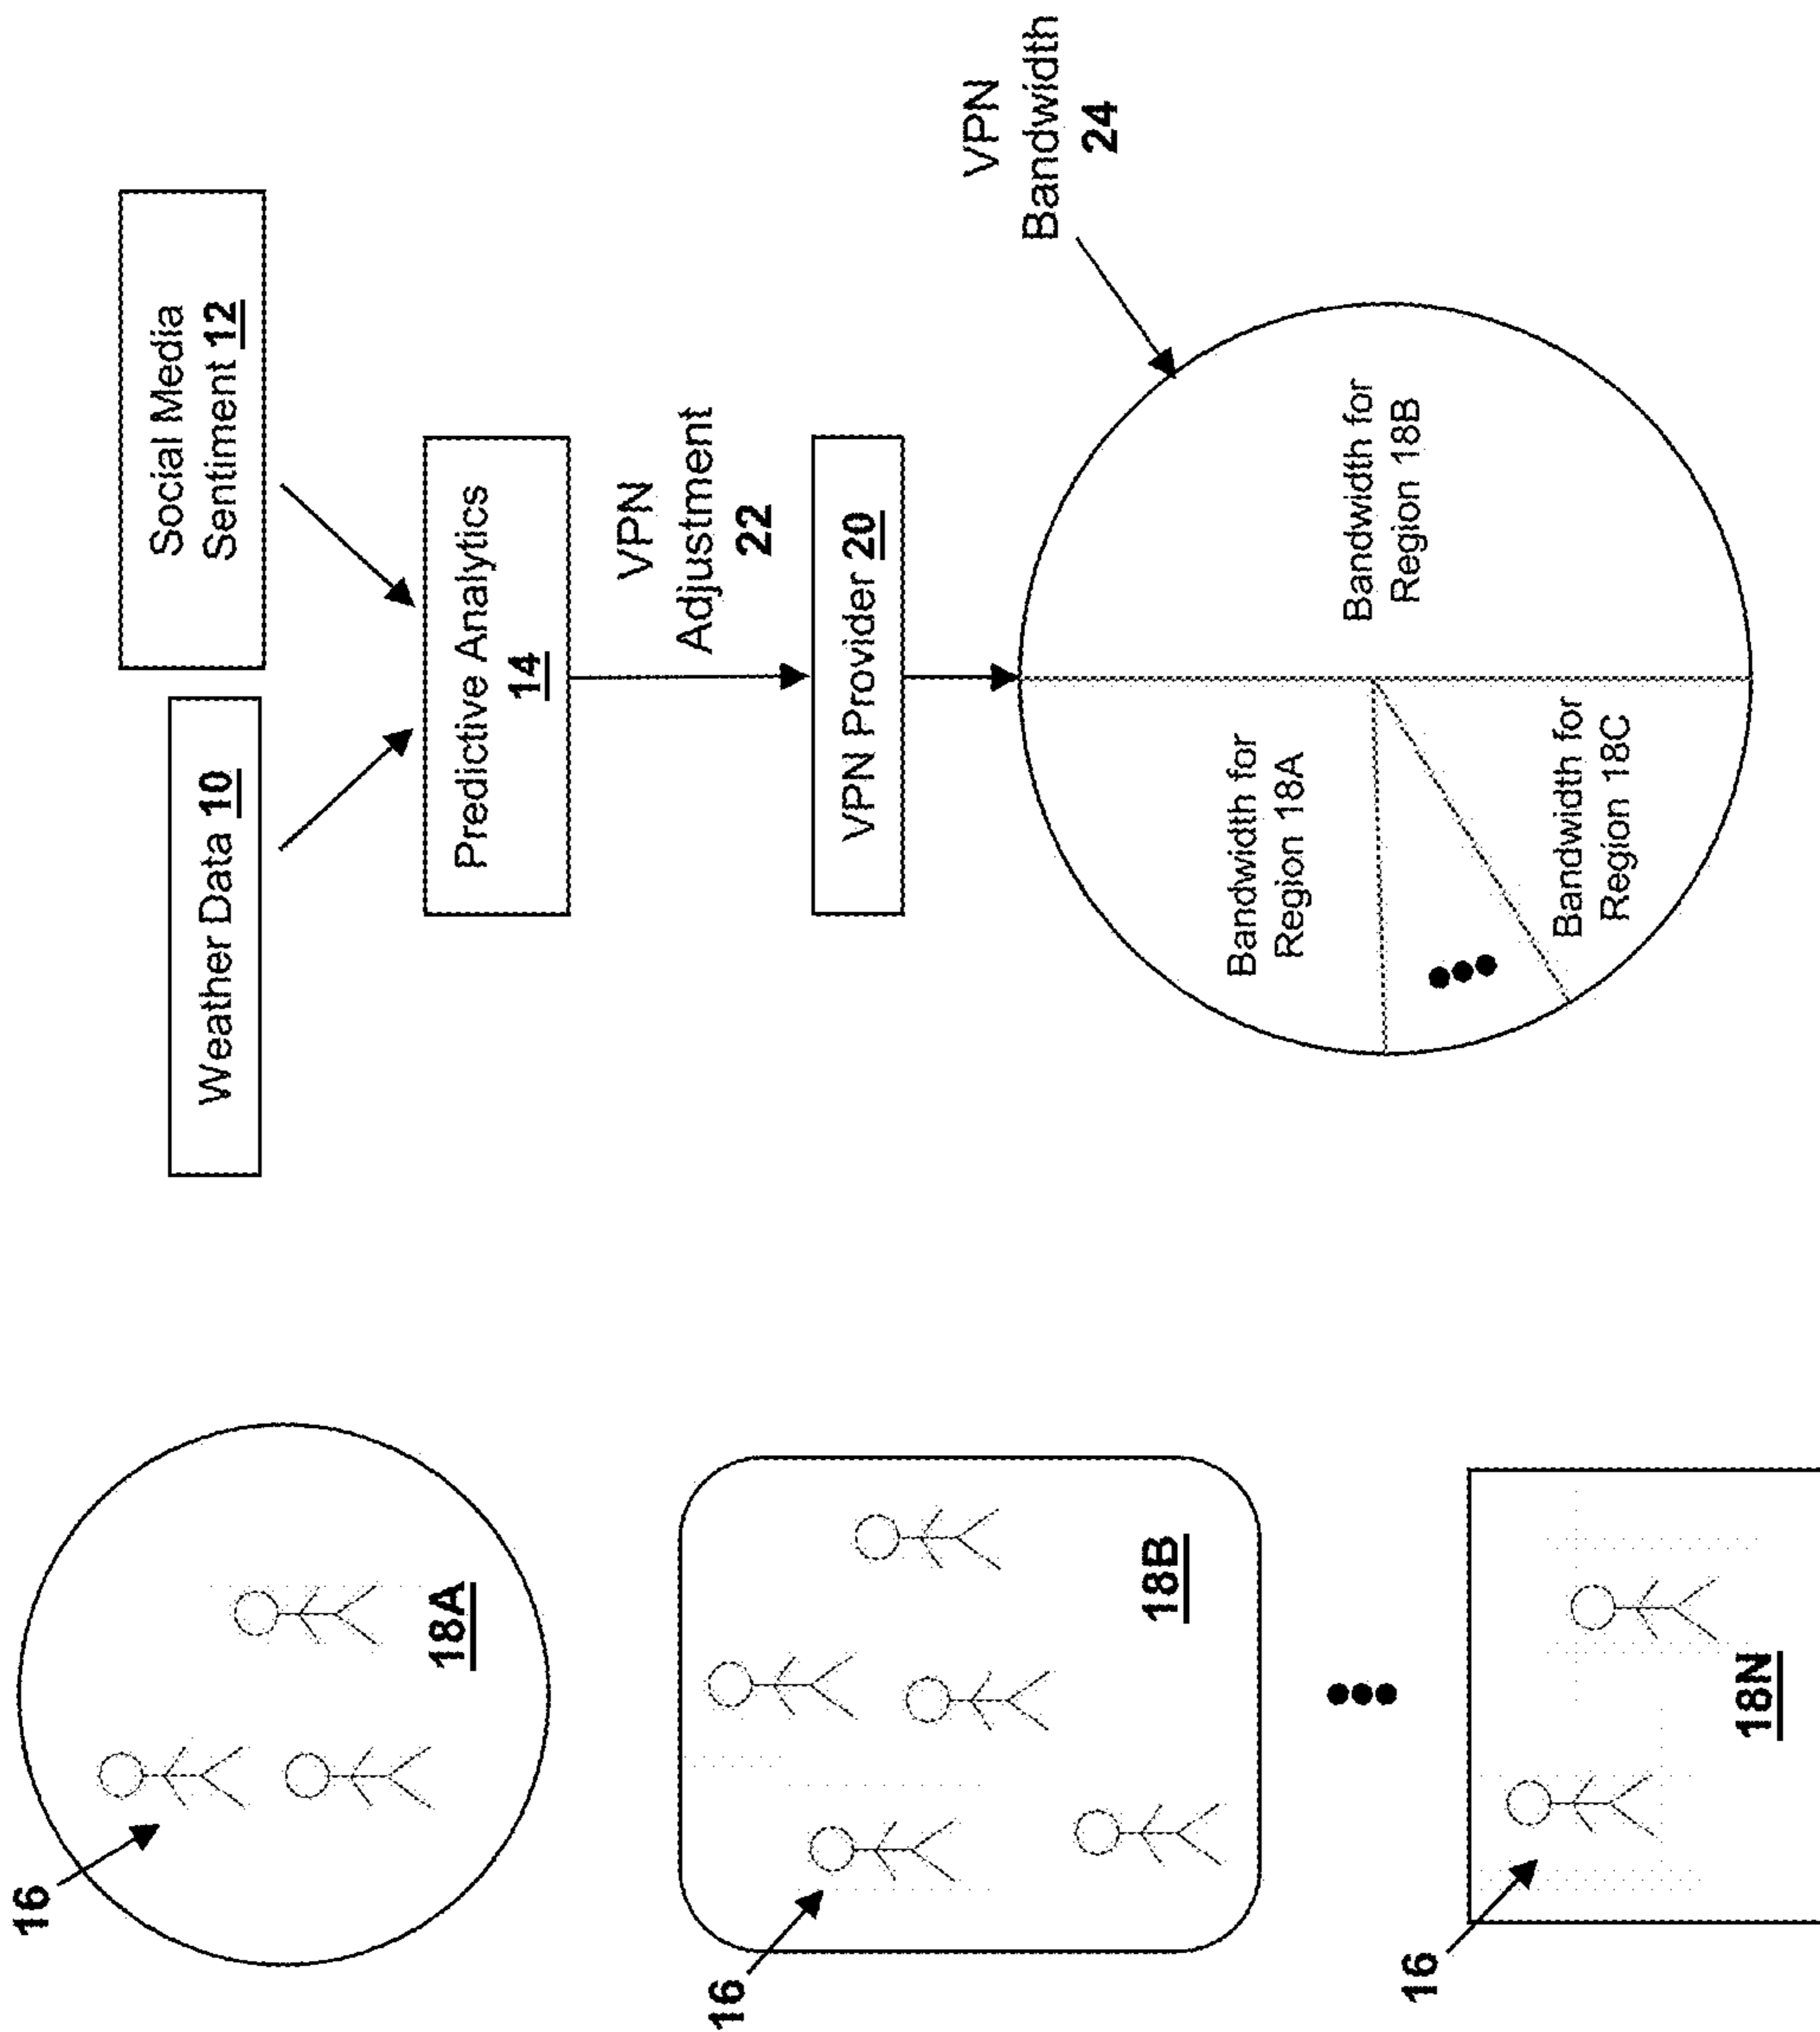 16
18A
16
18B
16
18N
Weather Data 10
Social Media
Sentiment 12
Predictive Analytics
14
VPN
Adjustment
22
VPN Provider 20
VPN
Bandwidth
24
Bandwidth for
Region 18A
Bandwidth for
Region 18B
Bandwidth for
Region 18C